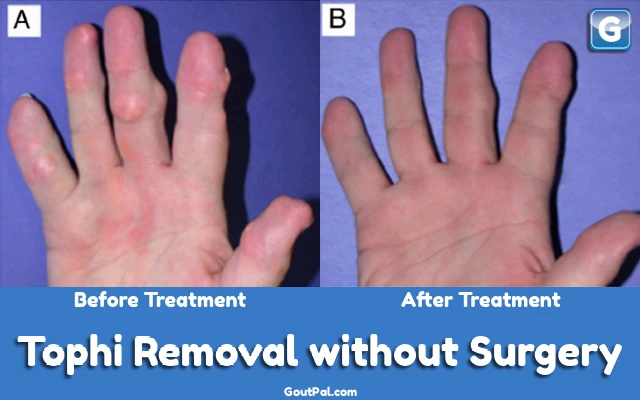 A
B
G
Before Treatment
After Treatment
Tophi Removal without Surgery
GoutPal.com